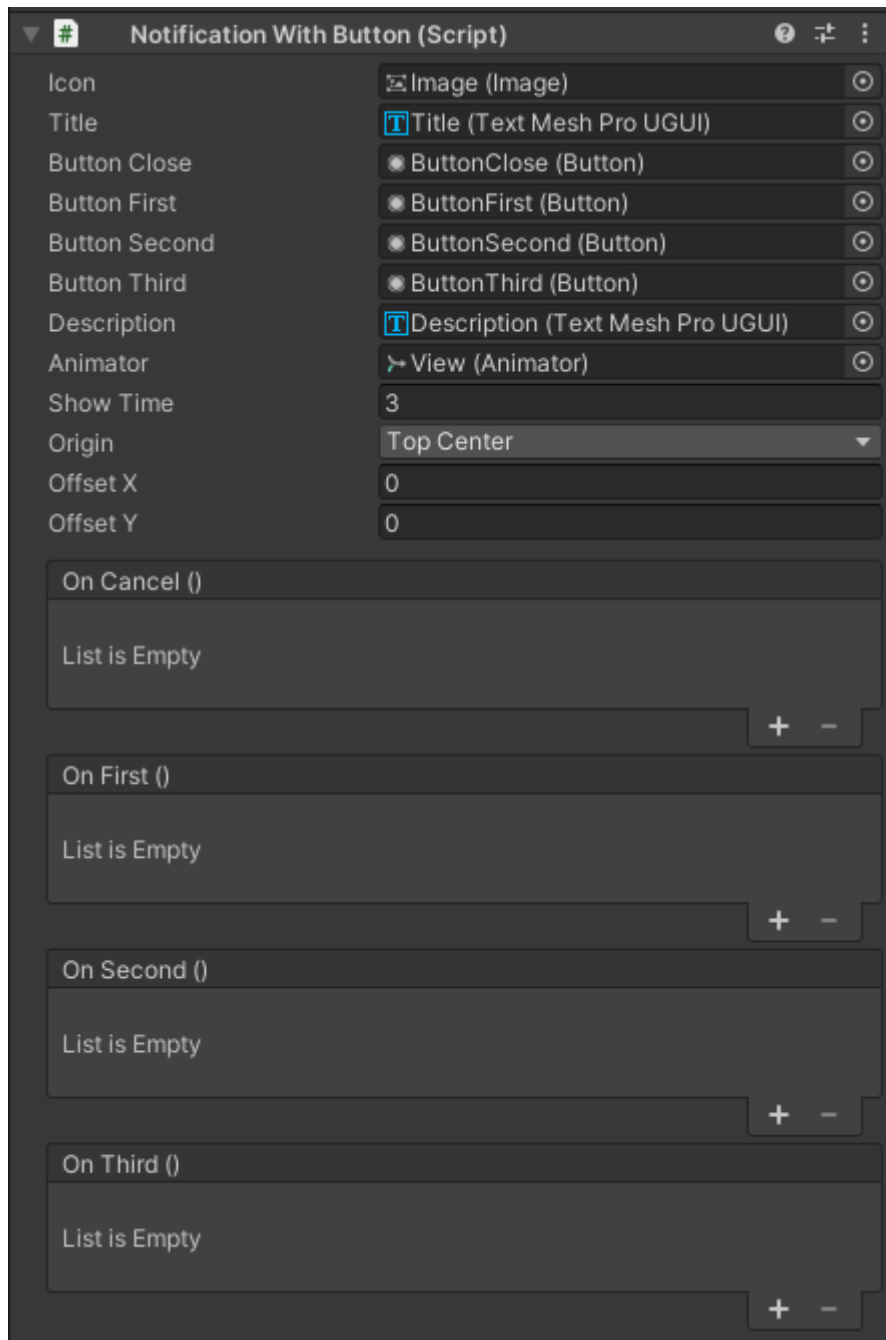 Notification With Button (Script)
Icon Image (Image)
Title Title (Text Mesh Pro UGUI)
Button Close ButtonClose (Button)
Button First ButtonFirst (Button)
Button Second ButtonSecond (Button)
Button Third ButtonThird (Button)
Description Description (Text Mesh Pro UGUI)
Animator View (Animator)
Show Time 3
Origin Top Center
Offset X 0
Offset Y 0
On Cancel ()
List is Empty
On First ()
List is Empty
On Second ()
List is Empty
On Third ()
List is Empty